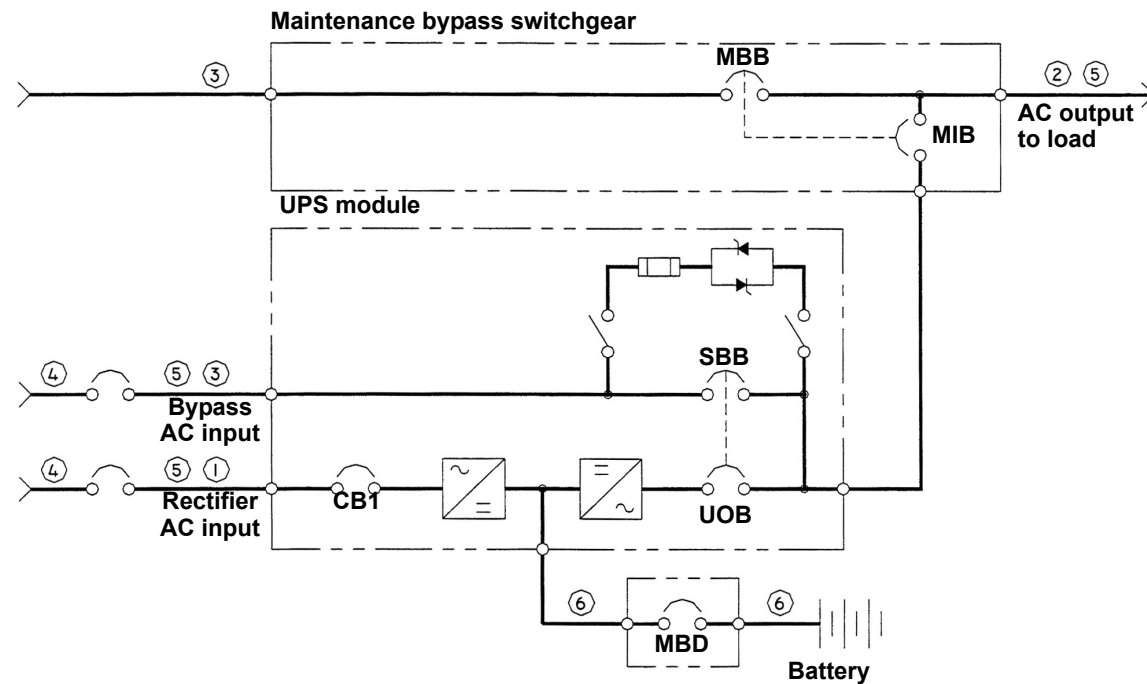 Maintenance bypass switchgear
MBB
3
2 5
AC output
to load
MIB
UPS module
SBB
4
5 3
Bypass
AC input
4
5 1
Rectifier
AC input
CB1
UOB
6
6
MBD
Battery